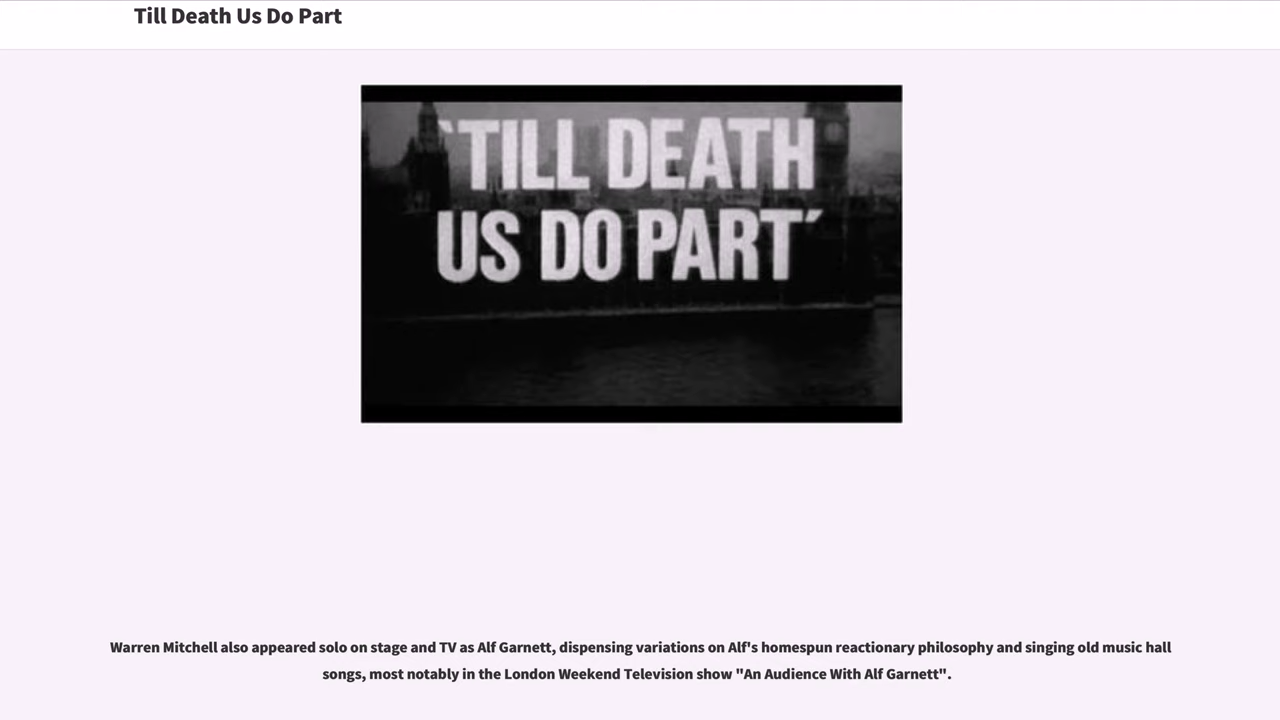 Till Death Us Do Part
‵TILL DEATH
US DO PART′
Warren Mitchell also appeared solo on stage and TV as Alf Garnett, dispensing variations on Alf's homespun reactionary philosophy and singing old music hall
songs, most notably in the London Weekend Television show "An Audience With Alf Garnett".